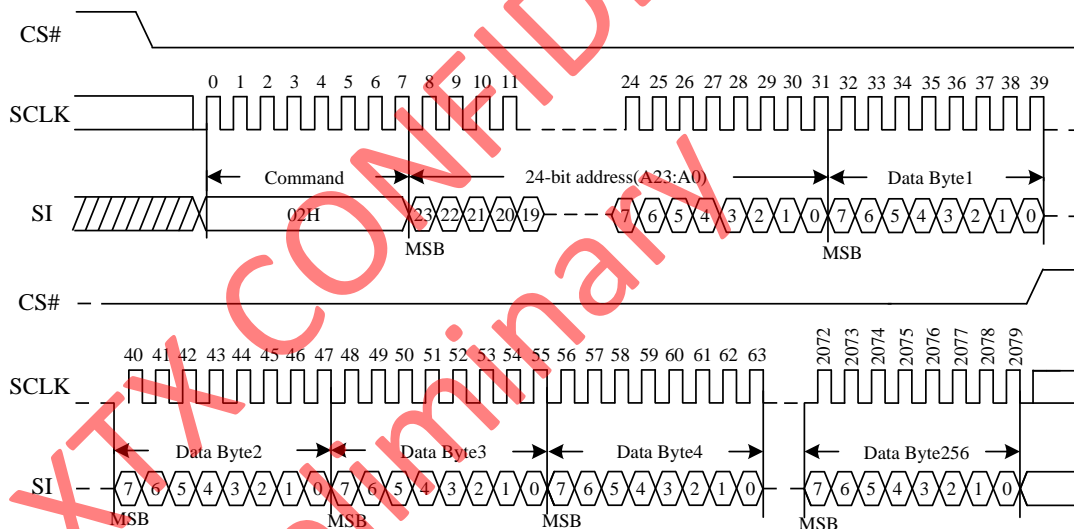 CS#
0 1 2 3 4 5 6 7 8 9 10 11 24 25 26 27 28 29 30 31 32 33 34 35 36 37 38 39
SCLK
Command 24-bit address(A23:A0) Data Byte1
SI 02H 23 22 21 20 19 7 6 5 4 3 2 1 0 7 6 5 4 3 2 1 0
MSB MSB
CS#
40 41 42 43 44 45 46 47 48 49 50 51 52 53 54 55 56 57 58 59 60 61 62 63 2072 2073 2074 2075 2076 2077 2078 2079
SCLK
Data Byte2 Data Byte3 Data Byte4 Data Byte256
SI 7 6 5 4 3 2 1 0 7 6 5 4 3 2 1 0 7 6 5 4 3 2 1 0 7 6 5 4 3 2 1 0
MSB MSB MSB MSB